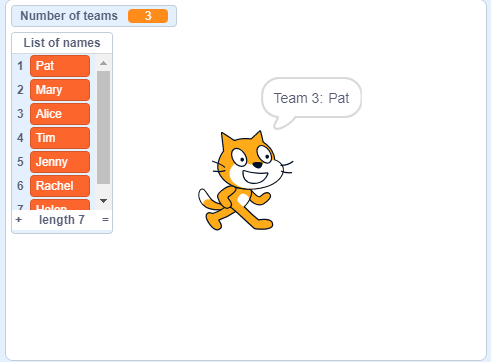 Number of teams 3
List of names
1 Pat
2 Mary
3 Alice
4 Tim
5 Jenny
6 Rachel
7 Helen
+ length 7 =
Team 3: Pat